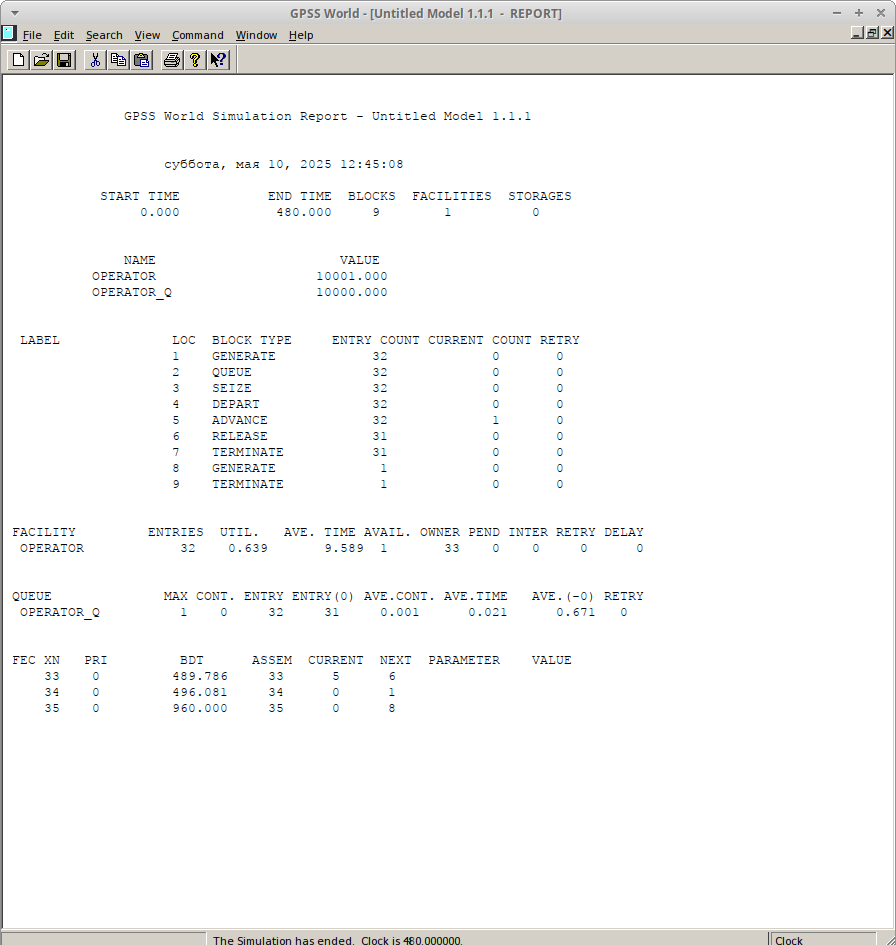 GPSS World - [Untitled Model 1.1.1 - REPORT]
File Edit Search View Command Window Help
GPSS World Simulation Report - Untitled Model 1.1.1
суббота, мая 10, 2025 12:45:08
START TIME END TIME BLOCKS FACILITIES STORAGES
0.000 480.000 9 1 0
NAME VALUE
OPERATOR 10001.000
OPERATOR_Q 10000.000
LABEL LOC BLOCK TYPE ENTRY COUNT CURRENT COUNT RETRY
1 GENERATE 32 0 0
2 QUEUE 32 0 0
3 SEIZE 32 0 0
4 DEPART 32 0 0
5 ADVANCE 32 1 0
6 RELEASE 31 0 0
7 TERMINATE 31 0 0
8 GENERATE 1 0 0
9 TERMINATE 1 0 0
FACILITY ENTRIES UTIL. AVE. TIME AVAIL. OWNER PEND INTER RETRY DELAY
OPERATOR 32 0.639 9.589 1 33 0 0 0 0
QUEUE MAX CONT. ENTRY ENTRY(0) AVE.CONT. AVE.TIME AVE.(-0) RETRY
OPERATOR_Q 1 0 32 31 0.001 0.021 0.671 0
FEC XN PRI BDT ASSEM CURRENT NEXT PARAMETER VALUE
33 0 489.786 33 5 6
34 0 496.081 34 0 1
35 0 960.000 35 0 8
The Simulation has ended. Clock is 480.000000. Clock